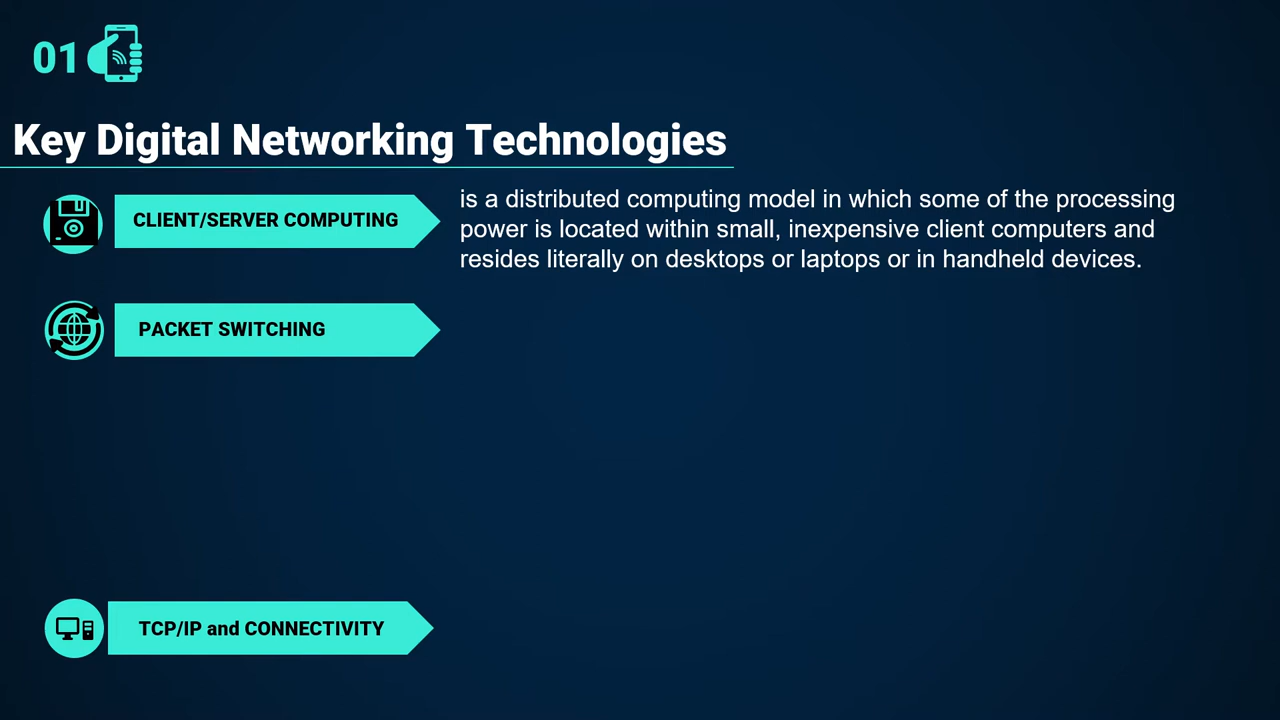 01
Key Digital Networking Technologies
CLIENT/SERVER COMPUTING
is a distributed computing model in which some of the processing
power is located within small, inexpensive client computers and
resides literally on desktops or laptops or in handheld devices.
PACKET SWITCHING
TCP/IP and CONNECTIVITY